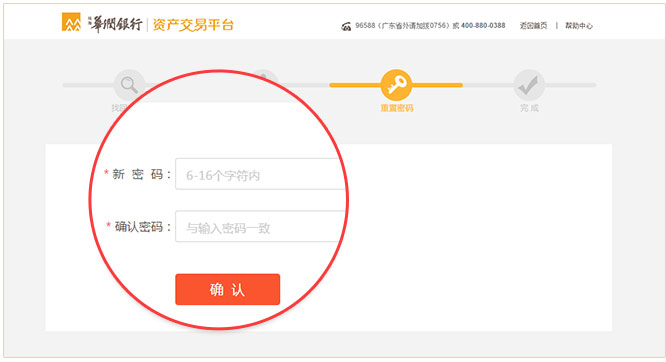 珠海 華潤銀行 | 资产交易平台
96588（广东省外请加拨0756）或 400-880-0388 返回首页 | 帮助中心
重置密码
完 成
* 新 密 码：
6-16个字符内
* 确认密码：
与输入密码一致
确 认